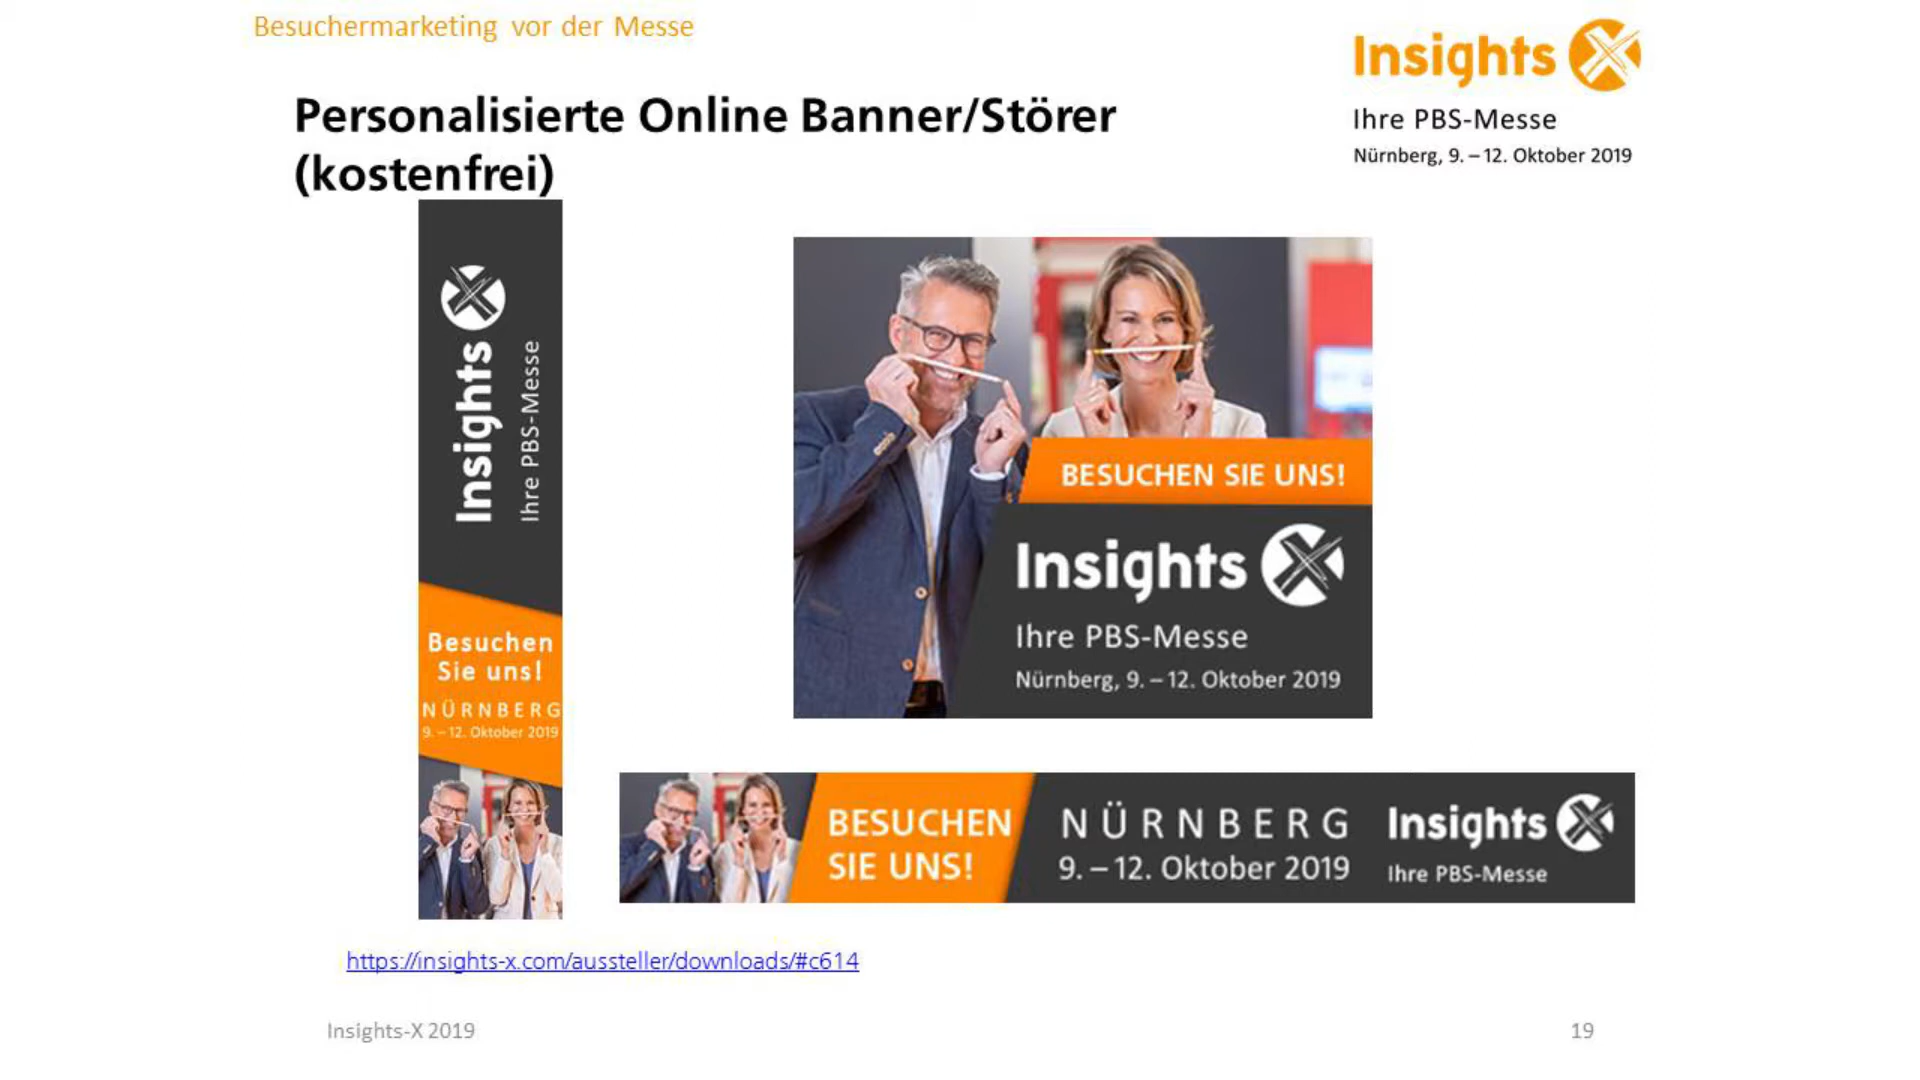 Besuchermarketing vor der Messe
Insights X
Ihre PBS-Messe
Nürnberg, 9. – 12. Oktober 2019
Personalisierte Online Banner/Störer
(kostenfrei)
Insights X
Ihre PBS-Messe
Besuchen
Sie uns!
NÜRNBERG
9. – 12. Oktober 2019
BESUCHEN SIE UNS!
Insights X
Ihre PBS-Messe
Nürnberg, 9. – 12. Oktober 2019
BESUCHEN
SIE UNS!
NÜRNBERG
9. – 12. Oktober 2019
Insights X
Ihre PBS-Messe
https://insights-x.com/aussteller/downloads/#c614
Insights-X 2019
19